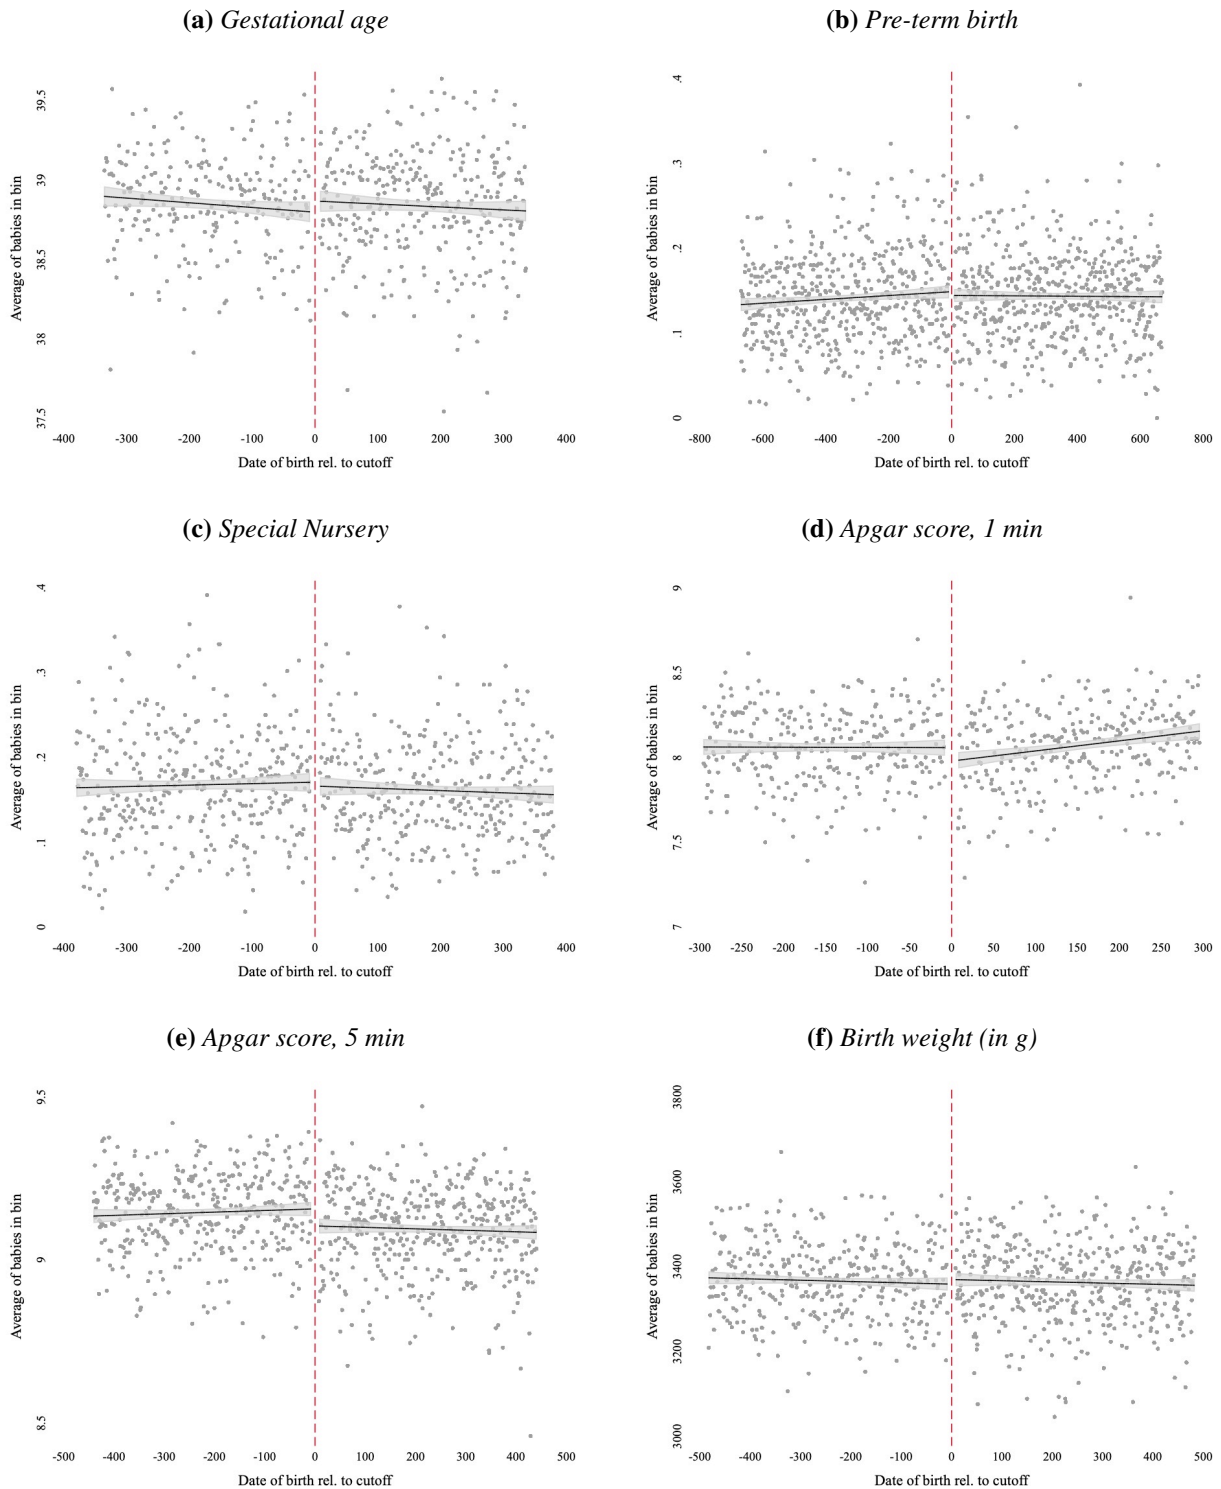 (a) Gestational age
Average of babies in bin
39.5
39
38.5
38
37.5
-400 -300 -200 -100 0 100 200 300 400
Date of birth rel. to cutoff
(b) Pre-term birth
Average of babies in bin
.4
.3
.2
.1
0
-800 -600 -400 -200 0 200 400 600 800
Date of birth rel. to cutoff
(c) Special Nursery
Average of babies in bin
.4
.3
.2
.1
0
-400 -300 -200 -100 0 100 200 300 400
Date of birth rel. to cutoff
(d) Apgar score, 1 min
Average of babies in bin
9
8.5
8
7.5
7
-300 -250 -200 -150 -100 -50 0 50 100 150 200 250 300
Date of birth rel. to cutoff
(e) Apgar score, 5 min
Average of babies in bin
9.5
9
8.5
-500 -400 -300 -200 -100 0 100 200 300 400 500
Date of birth rel. to cutoff
(f) Birth weight (in g)
Average of babies in bin
3800
3600
3400
3200
3000
-500 -400 -300 -200 -100 0 100 200 300 400 500
Date of birth rel. to cutoff